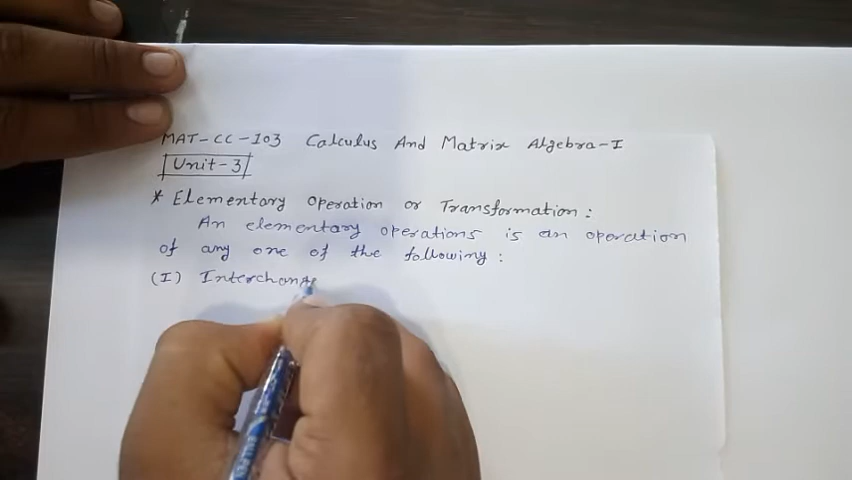 MAT-CC-103 Calculus And Matrix Algebra-I
Unit-3
* Elementary Operation or Transformation :
An elementary operations is an operation
of any one of the following :
(I) Interchange